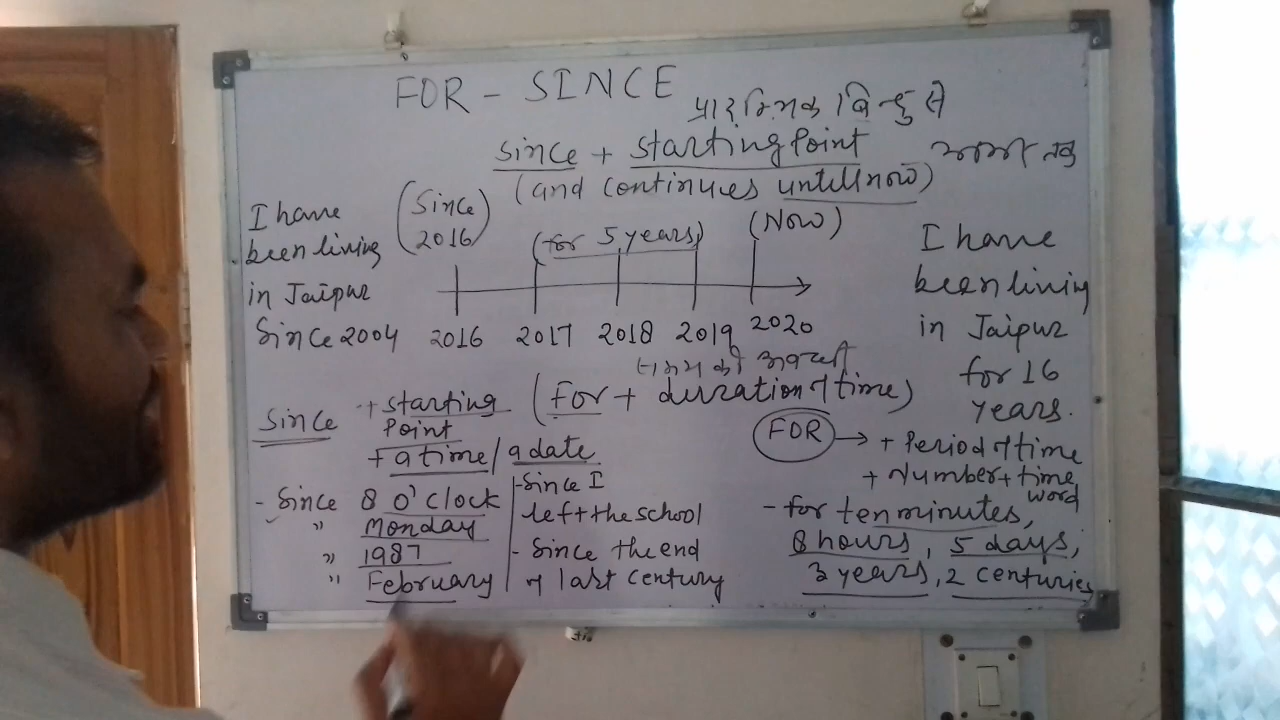 FOR - SINCE
प्रारम्भिक बिन्दु से
since + starting Point
(and continues untill now)
I have
been living
in Jaipur
Since 2004
(Since
2016)
(for 5 years)
(Now)
2016 2017 2018 2019 2020
I have
been living
in Jaipur
for 16
years.
समय की अवधि
(For + duration of time)
Since + starting
Point
+ a time / a date
- Since 8 O'clock
" Monday
" 1987
" February
- Since I
left the school
- Since the end
of last century
FOR → + Period of time
+ Number + time
word
- for ten minutes,
8 hours, 5 days,
3 years, 2 centuries